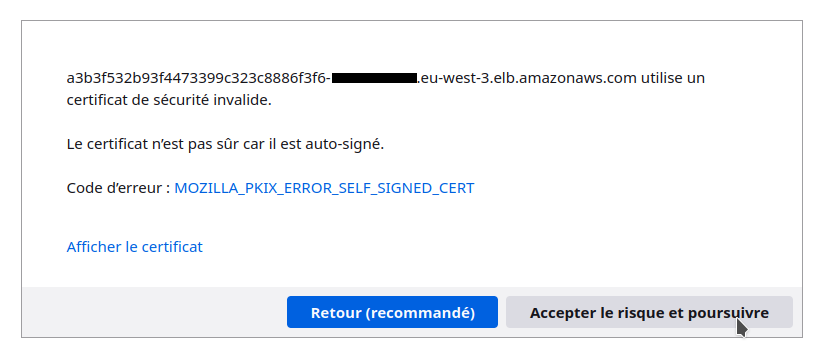 a3b3f532b93f4473399c323c8886f3f6-.eu-west-3.elb.amazonaws.com utilise un
certificat de sécurité invalide.
Le certificat n’est pas sûr car il est auto-signé.
Code d’erreur : MOZILLA_PKIX_ERROR_SELF_SIGNED_CERT
Afficher le certificat
Retour (recommandé)
Accepter le risque et poursuivre